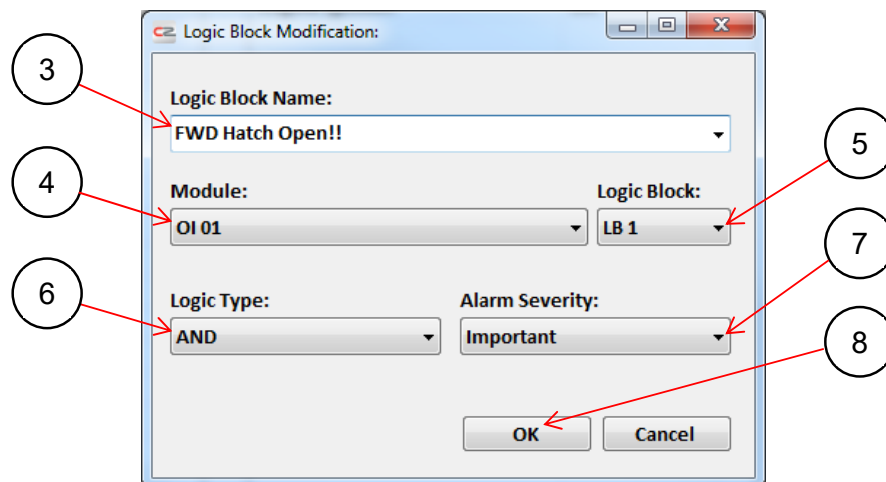 CZ Logic Block Modification:
3
Logic Block Name:
FWD Hatch Open!!
5
4
Module: Logic Block:
OI 01 LB 1
7
6
Logic Type: Alarm Severity:
AND Important
8
OK Cancel